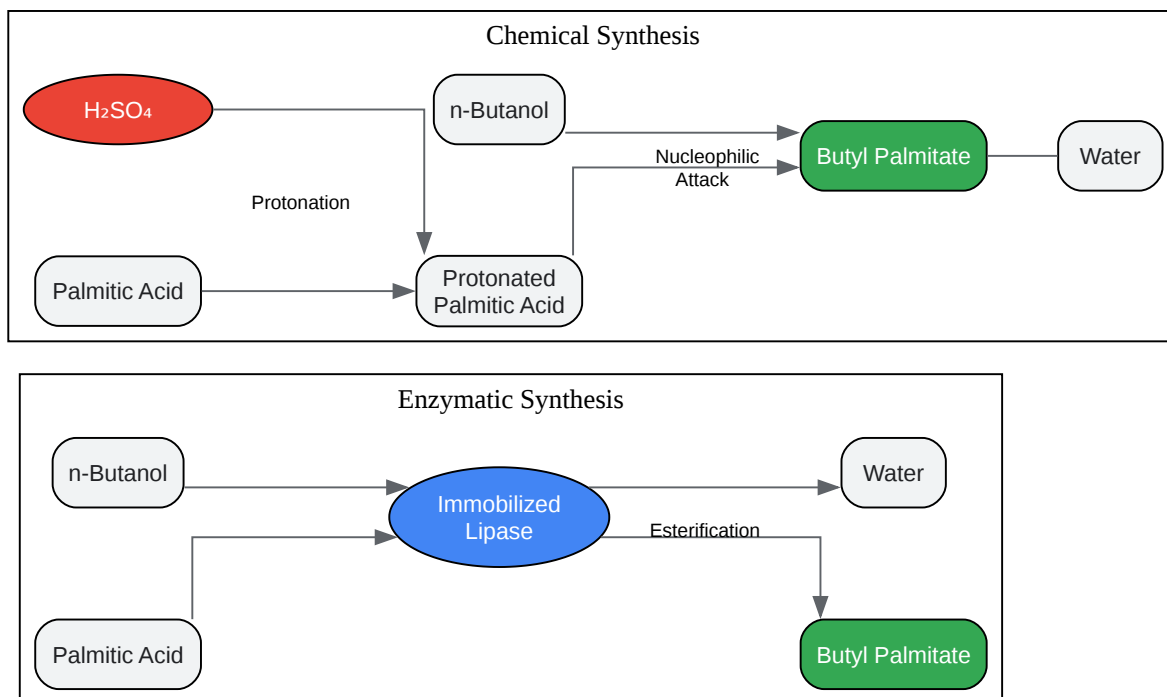 Chemical Synthesis
H₂SO₄
n-Butanol
Butyl Palmitate
Water
Nucleophilic
Attack
Protonation
Palmitic Acid
Protonated
Palmitic Acid
Enzymatic Synthesis
n-Butanol
Immobilized
Lipase
Water
Esterification
Palmitic Acid
Butyl Palmitate